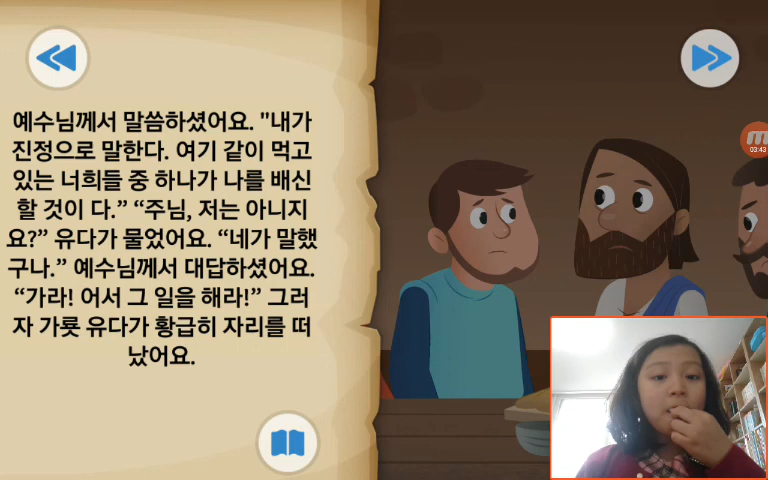 예수님께서 말씀하셨어요. "내가
진정으로 말한다. 여기 같이 먹고
있는 너희들 중 하나가 나를 배신
할 것이 다.” “주님, 저는 아니지
요?” 유다가 물었어요. “네가 말했
구나.” 예수님께서 대답하셨어요.
“가라! 어서 그 일을 해라!” 그러
자 가룟 유다가 황급히 자리를 떠
났어요.
03:43